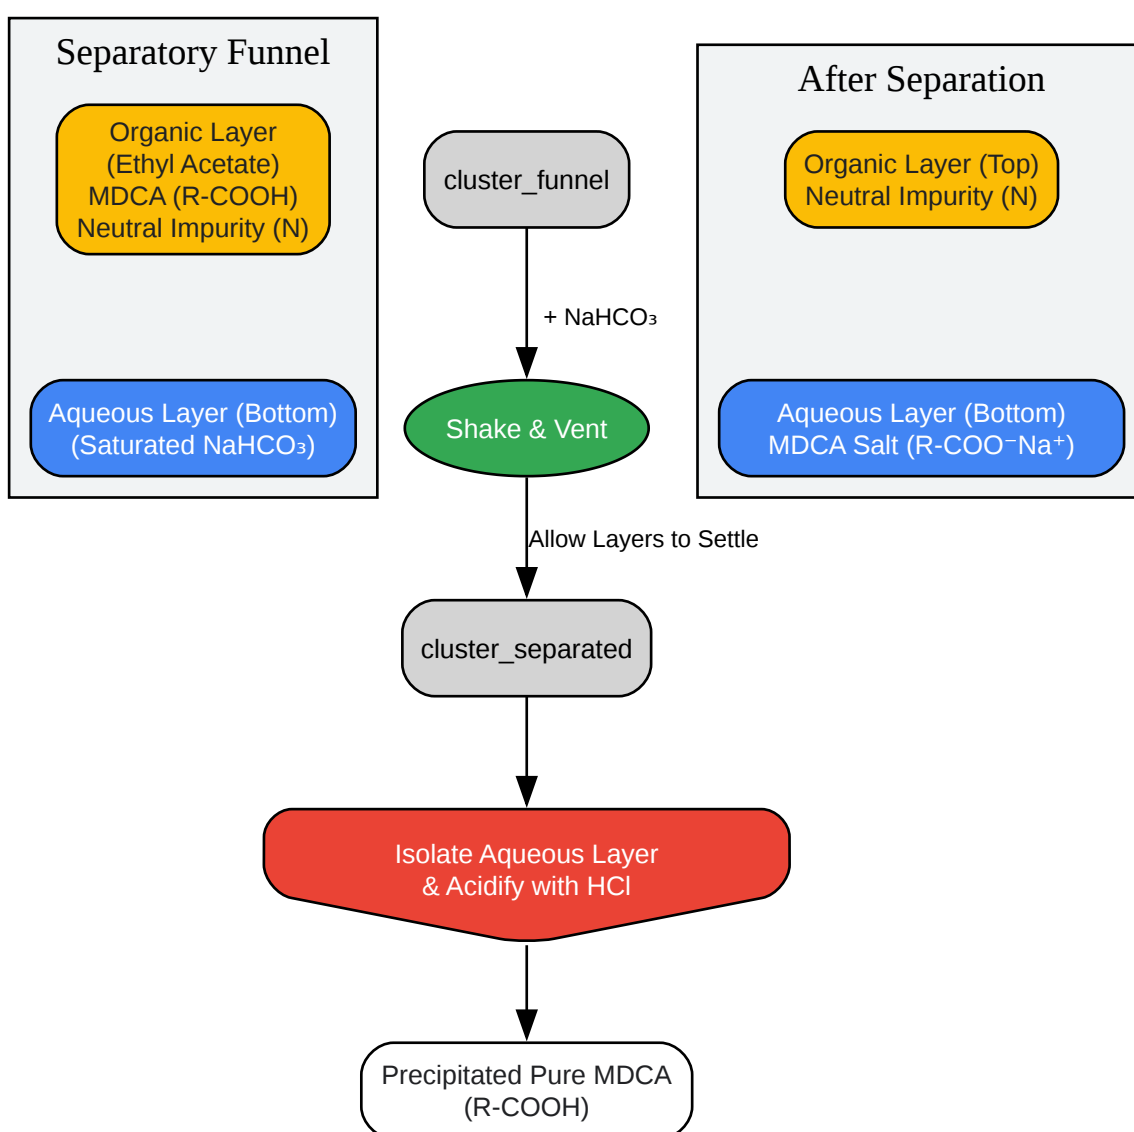 Separatory Funnel
Organic Layer
(Ethyl Acetate)
MDCA (R-COOH)
Neutral Impurity (N)
Aqueous Layer (Bottom)
(Saturated NaHCO₃)
cluster_funnel
+ NaHCO₃
Shake & Vent
Allow Layers to Settle
cluster_separated
After Separation
Organic Layer (Top)
Neutral Impurity (N)
Aqueous Layer (Bottom)
MDCA Salt (R-COO⁻Na⁺)
Isolate Aqueous Layer
& Acidify with HCl
Precipitated Pure MDCA
(R-COOH)